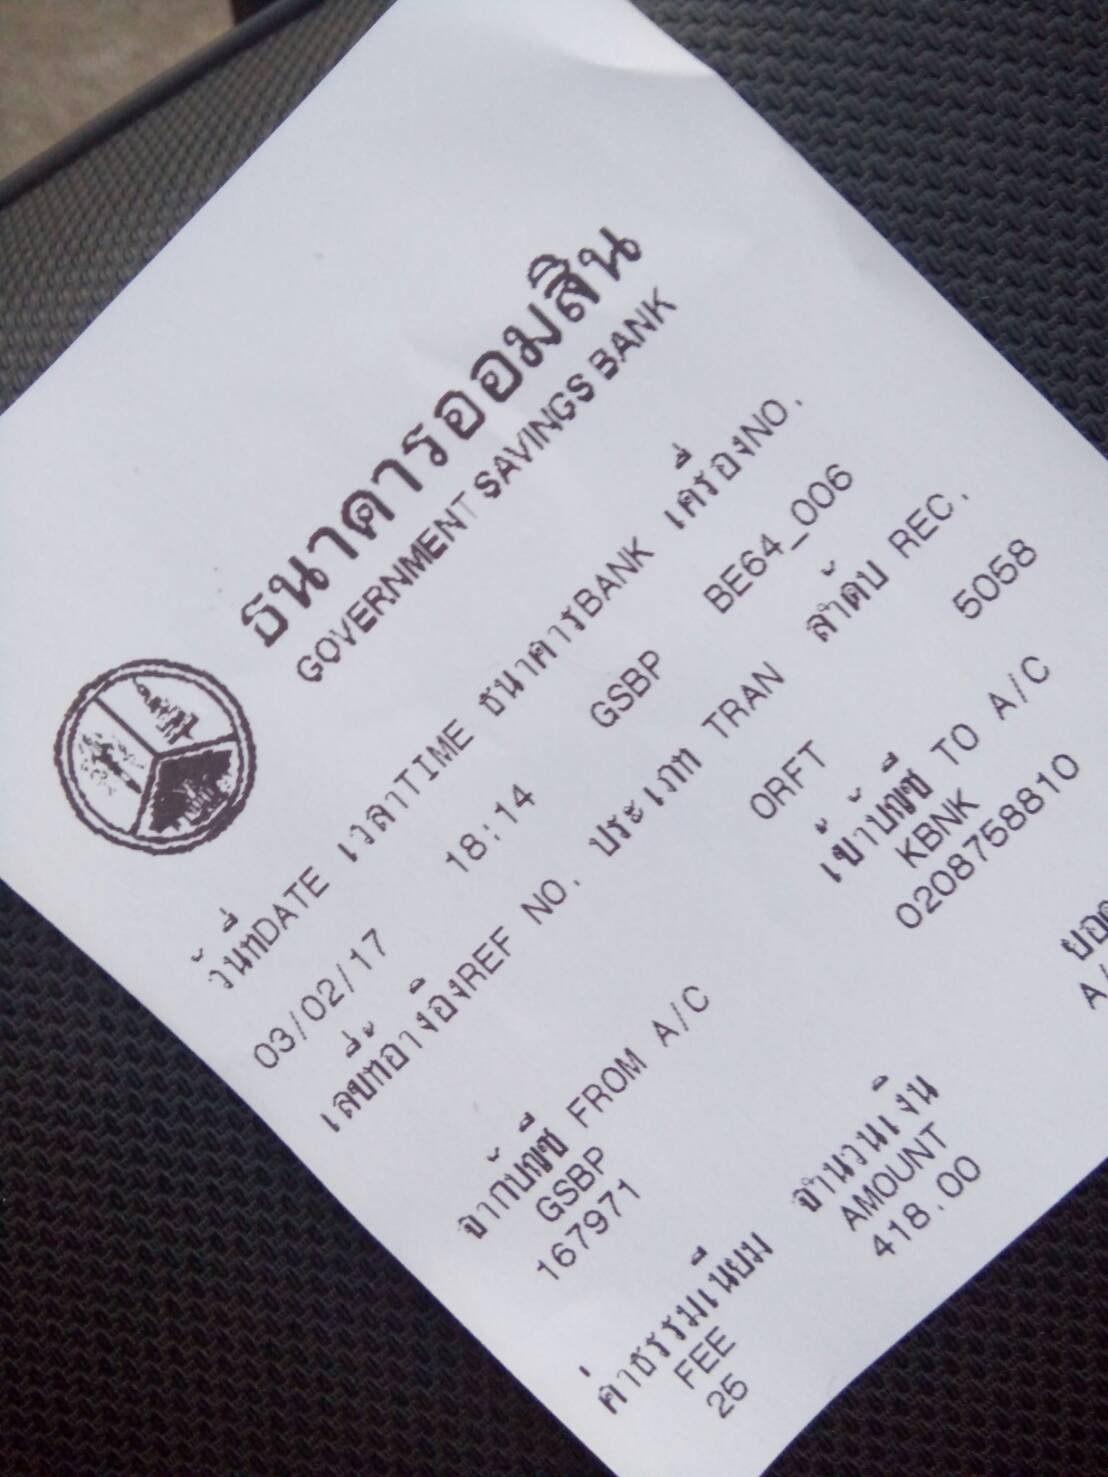 ธนาคารออมสิน
GOVERNMENT SAVINGS BANK
วันที่DATE เวลาTIME ธนาคารBANK เครื่องNO.
03/02/17 18:14 GSBP BE64_006
เลขที่อ้างอิงREF NO. ประเภท TRAN ลำดับ REC.
ORFT 5058
จากบัญชี FROM A/C เข้าบัญชี TO A/C
GSBP KBNK
167971 0208758810
ค่าธรรมเนียม จำนวนเงิน
FEE AMOUNT A/
25 418.00